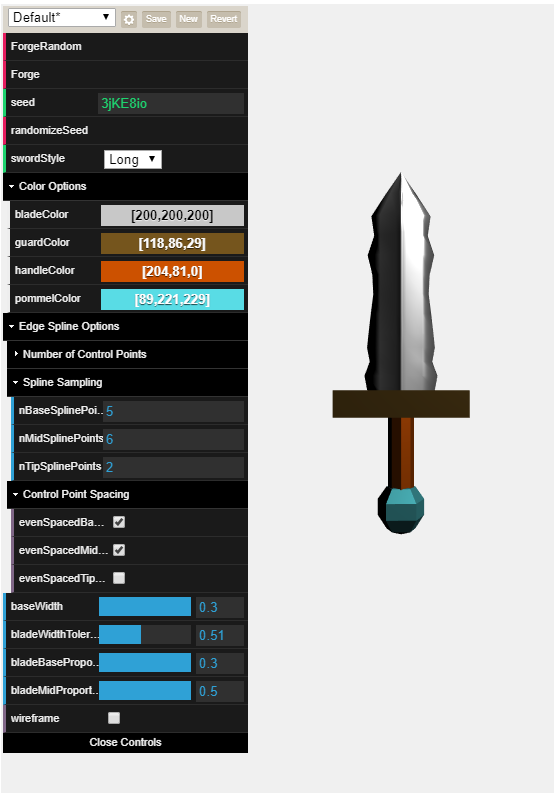 Default*
Save
New
Revert
ForgeRandom
Forge
seed 3jKE8io
randomizeSeed
swordStyle Long
Color Options
bladeColor [200,200,200]
guardColor [118,86,29]
handleColor [204,81,0]
pommelColor [89,221,229]
Edge Spline Options
Number of Control Points
Spline Sampling
nBaseSplinePoi... 5
nMidSplinePoints 6
nTipSplinePoints 2
Control Point Spacing
evenSpacedBa...
evenSpacedMid...
evenSpacedTip...
baseWidth 0.3
bladeWidthToler... 0.51
bladeBasePropo... 0.3
bladeMidProport... 0.5
wireframe
Close Controls